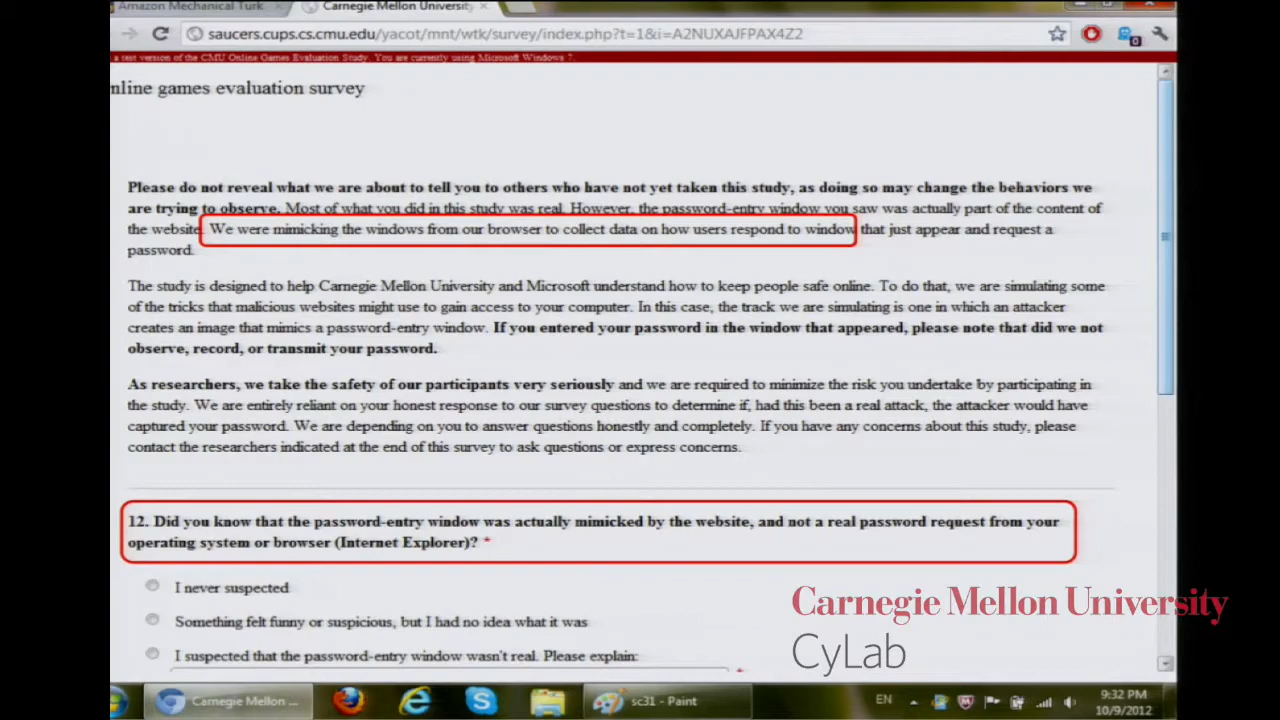 Amazon Mechanical Turk
Carnegie Mellon University
saucers.cups.cs.cmu.edu/yacot/mnt/wtk/survey/index.php?t=1&i=A2NUXAJFPAX4Z2
a test version of the CMU Online Games Evaluation Study. You are currently using Microsoft Windows 7.
nline games evaluation survey
Please do not reveal what we are about to tell you to others who have not yet taken this study, as doing so may change the behaviors we
are trying to observe. Most of what you did in this study was real. However, the password-entry window you saw was actually part of the content of
the website. We were mimicking the windows from our browser to collect data on how users respond to window that just appear and request a
password.
The study is designed to help Carnegie Mellon University and Microsoft understand how to keep people safe online. To do that, we are simulating some
of the tricks that malicious websites might use to gain access to your computer. In this case, the track we are simulating is one in which an attacker
creates an image that mimics a password-entry window. If you entered your password in the window that appeared, please note that did we not
observe, record, or transmit your password.
As researchers, we take the safety of our participants very seriously and we are required to minimize the risk you undertake by participating in
the study. We are entirely reliant on your honest response to our survey questions to determine if, had this been a real attack, the attacker would have
captured your password. We are depending on you to answer questions honestly and completely. If you have any concerns about this study, please
contact the researchers indicated at the end of this survey to ask questions or express concerns.
12. Did you know that the password-entry window was actually mimicked by the website, and not a real password request from your
operating system or browser (Internet Explorer)? *
I never suspected
Something felt funny or suspicious, but I had no idea what it was
I suspected that the password-entry window wasn't real. Please explain:
*
Carnegie Mellon University
CyLab
Carnegie Mellon ...
sc31 - Paint
EN
9:32 PM
10/9/2012